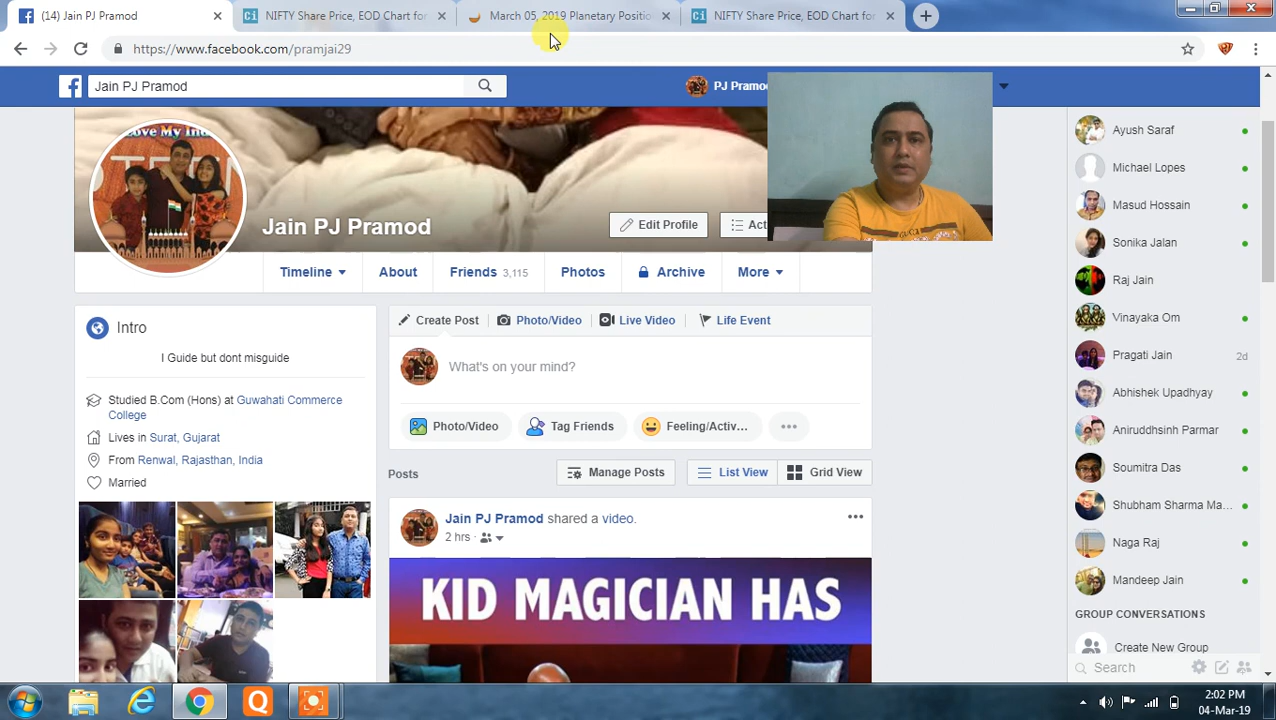 (14) Jain PJ Pramod
NIFTY Share Price, EOD Chart for
March 05, 2019 Planetary Positio
NIFTY Share Price, EOD Chart for
https://www.facebook.com/pramjai29
Jain PJ Pramod
PJ Pramo
Love My Ind
Jain PJ Pramod
Edit Profile
Act
Timeline
About
Friends 3,115
Photos
Archive
More
Intro
I Guide but dont misguide
Studied B.Com (Hons) at Guwahati Commerce
College
Lives in Surat, Gujarat
From Renwal, Rajasthan, India
Married
Create Post
Photo/Video
Live Video
Life Event
What's on your mind?
Photo/Video
Tag Friends
Feeling/Activ...
Posts
Manage Posts
List View
Grid View
Jain PJ Pramod shared a video.
2 hrs
KID MAGICIAN HAS
Ayush Saraf
Michael Lopes
Masud Hossain
Sonika Jalan
Raj Jain
Vinayaka Om
Pragati Jain 2d
Abhishek Upadhyay
Aniruddhsinh Parmar
Soumitra Das
Shubham Sharma Ma...
Naga Raj
Mandeep Jain
GROUP CONVERSATIONS
Create New Group
Search
2:02 PM
04-Mar-19